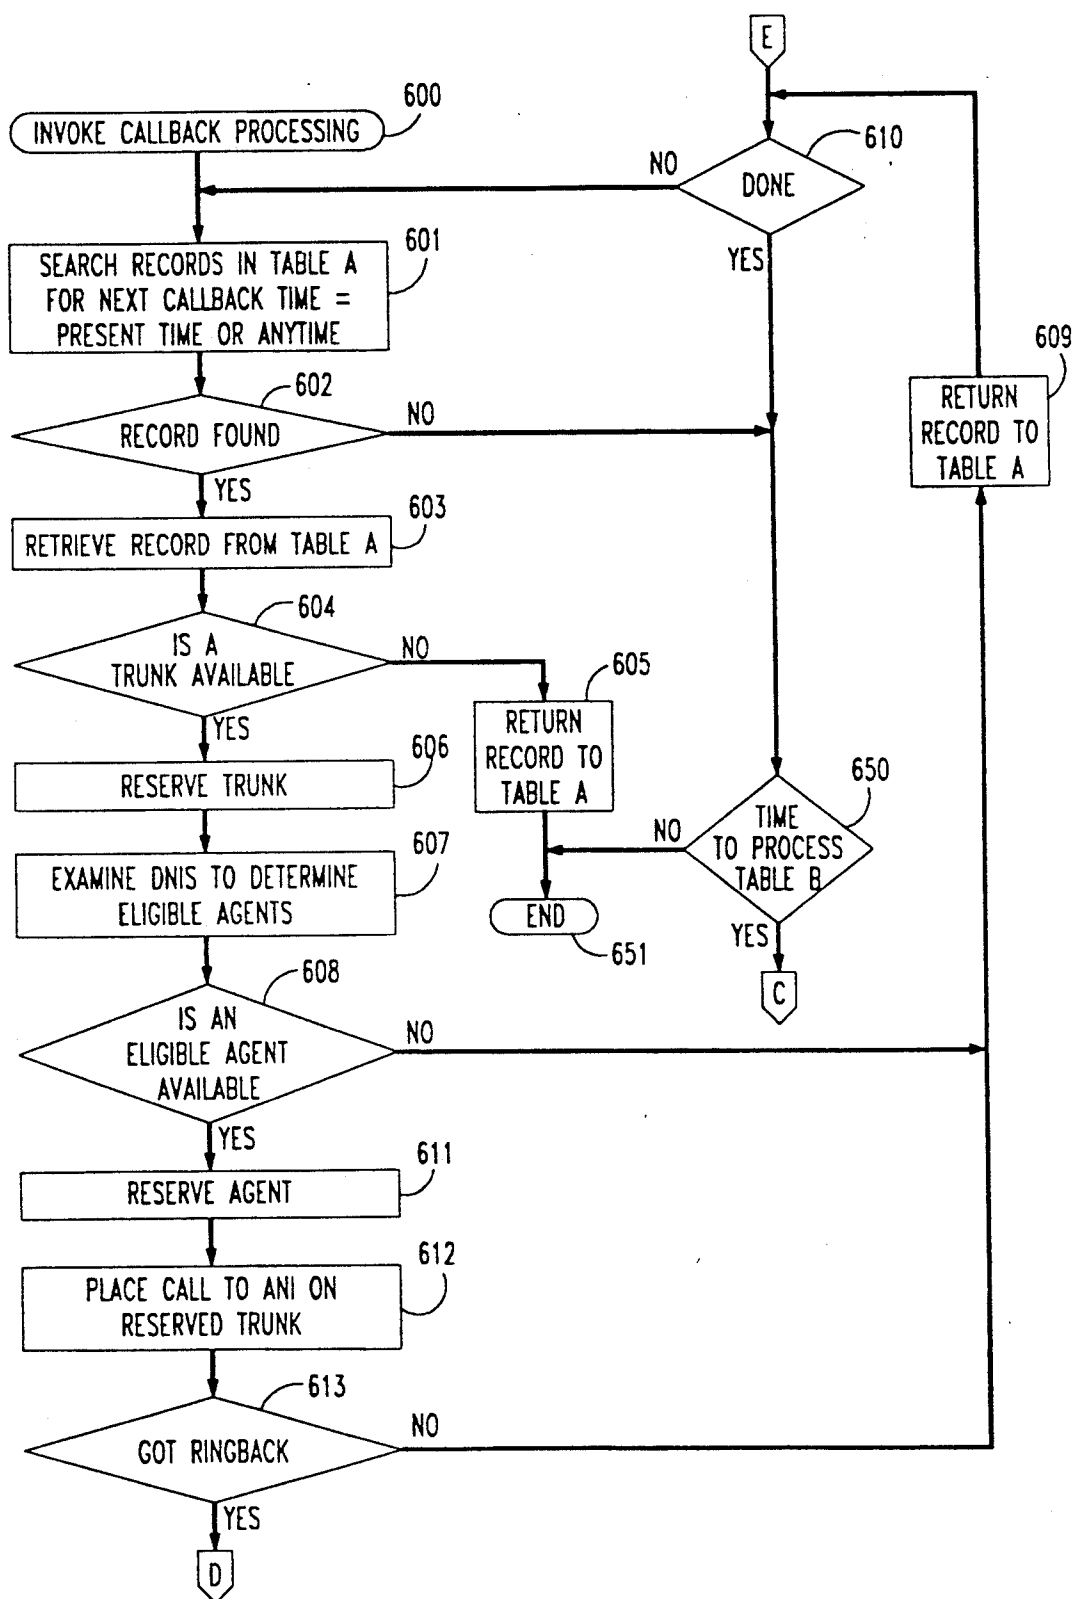 E
600
INVOKE CALLBACK PROCESSING
610
NO
DONE
YES
601
SEARCH RECORDS IN TABLE A
FOR NEXT CALLBACK TIME =
PRESENT TIME OR ANYTIME
609
RETURN
RECORD TO
TABLE A
602
NO
RECORD FOUND
YES
603
RETRIEVE RECORD FROM TABLE A
604
IS A
TRUNK AVAILABLE
NO
YES
605
RETURN
RECORD TO
TABLE A
606
RESERVE TRUNK
650
TIME
TO PROCESS
TABLE B
NO
YES
C
607
EXAMINE DNIS TO DETERMINE
ELIGIBLE AGENTS
END
651
608
IS AN
ELIGIBLE AGENT
AVAILABLE
NO
YES
611
RESERVE AGENT
612
PLACE CALL TO ANI ON
RESERVED TRUNK
613
GOT RINGBACK
NO
YES
D